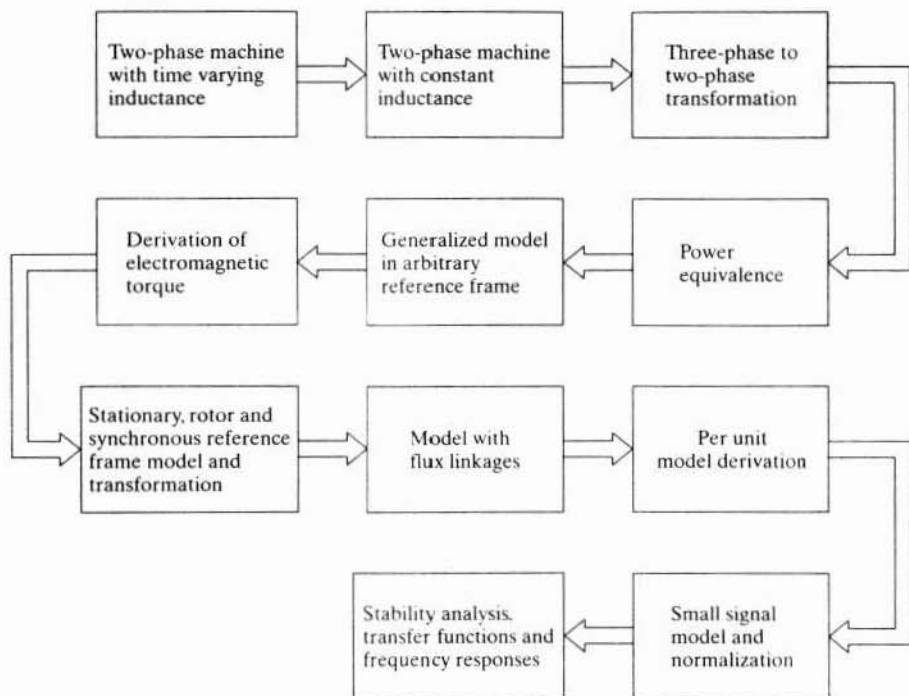 Two-phase machine
with time varying
inductance
Two-phase machine
with constant
inductance
Three-phase to
two-phase
transformation
Derivation of
electromagnetic
torque
Generalized model
in arbitrary
reference frame
Power
equivalence
Stationary, rotor and
synchronous reference
frame model and
transformation
Model with
flux linkages
Per unit
model derivation
Stability analysis,
transfer functions and
frequency responses
Small signal
model and
normalization